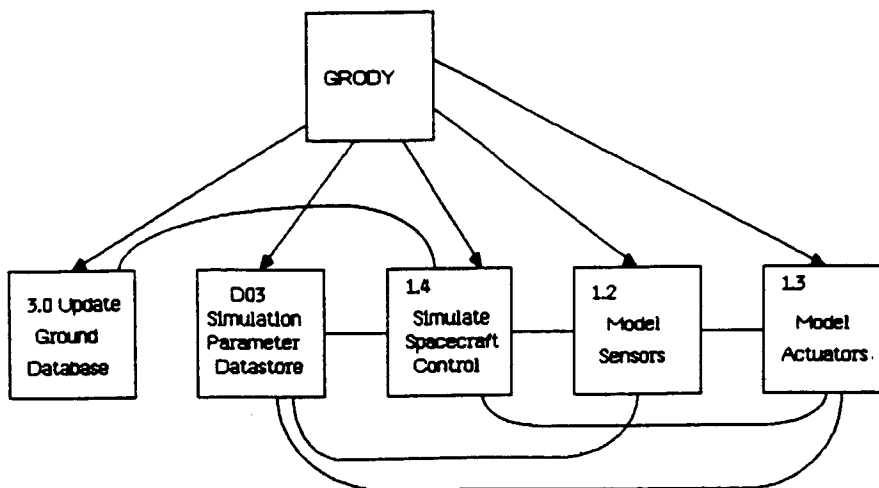 GRODY
3.0 Update
Ground
Database
D03
Simulation
Parameter
Datastore
1.4
Simulate
Spacecraft
Control
1.2
Model
Sensors
1.3
Model
Actuators